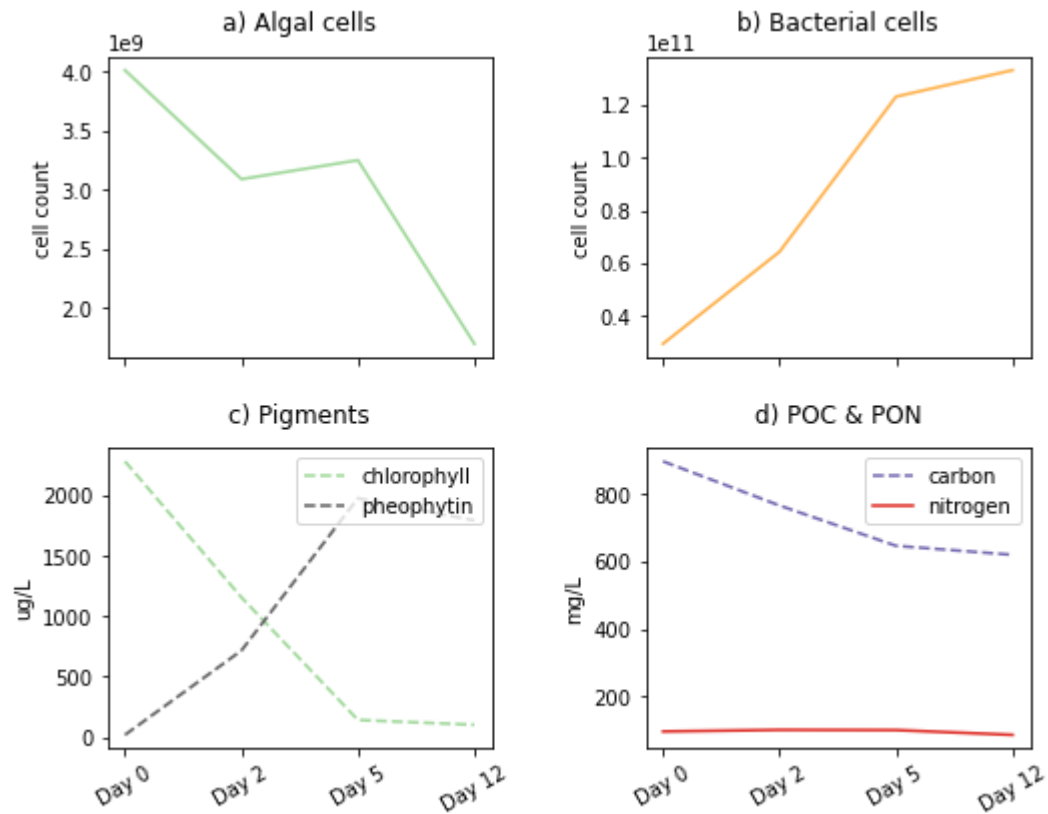 a) Algal cells
1e9
4.0
3.5
3.0
2.5
2.0
cell count
b) Bacterial cells
1e11
1.2
1.0
0.8
0.6
0.4
cell count
c) Pigments
2000
1500
1000
500
0
ug/L
chlorophyll
pheophytin
Day 0
Day 2
Day 5
Day 12
d) POC & PON
800
600
400
200
mg/L
carbon
nitrogen
Day 0
Day 2
Day 5
Day 12